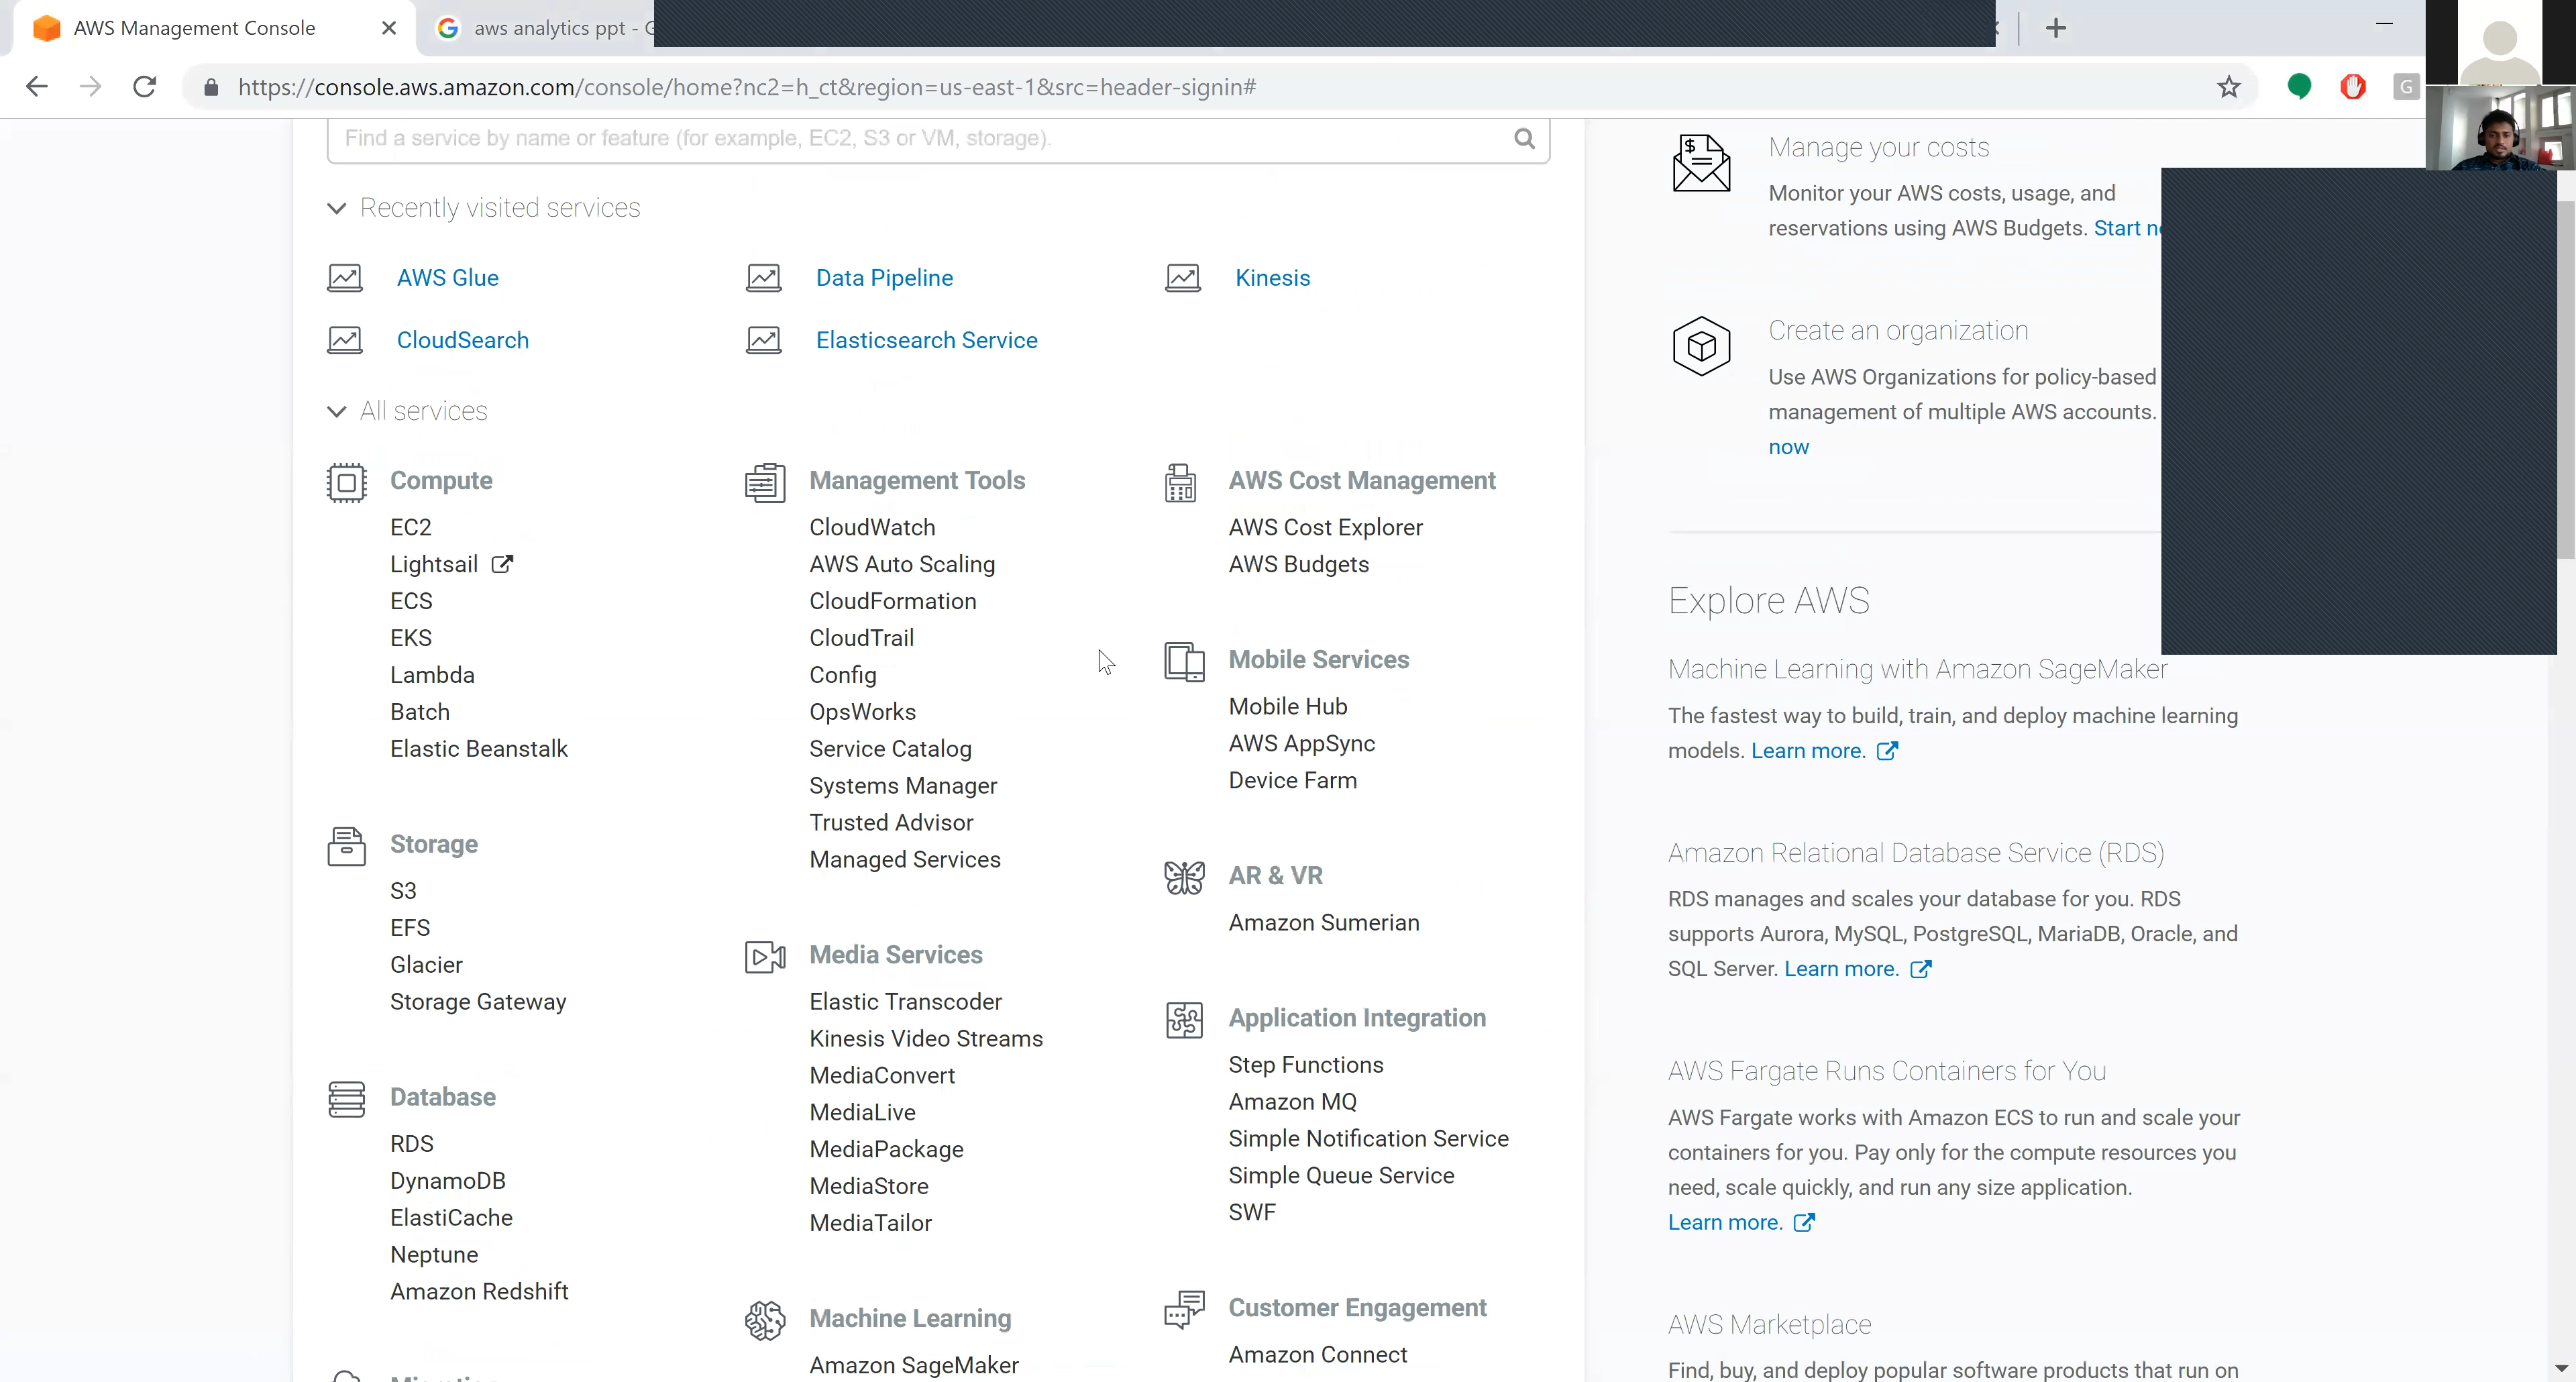 AWS Management Console
aws analytics ppt - G
https://console.aws.amazon.com/console/home?nc2=h_ct&region=us-east-1&src=header-signin#
G
Find a service by name or feature (for example, EC2, S3 or VM, storage).
Recently visited services
AWS Glue
Data Pipeline
Kinesis
CloudSearch
Elasticsearch Service
All services
Compute
EC2
Lightsail
ECS
EKS
Lambda
Batch
Elastic Beanstalk
Storage
S3
EFS
Glacier
Storage Gateway
Database
RDS
DynamoDB
ElastiCache
Neptune
Amazon Redshift
Management Tools
CloudWatch
AWS Auto Scaling
CloudFormation
CloudTrail
Config
OpsWorks
Service Catalog
Systems Manager
Trusted Advisor
Managed Services
Media Services
Elastic Transcoder
Kinesis Video Streams
MediaConvert
MediaLive
MediaPackage
MediaStore
MediaTailor
Machine Learning
Amazon SageMaker
AWS Cost Management
AWS Cost Explorer
AWS Budgets
Mobile Services
Mobile Hub
AWS AppSync
Device Farm
AR & VR
Amazon Sumerian
Application Integration
Step Functions
Amazon MQ
Simple Notification Service
Simple Queue Service
SWF
Customer Engagement
Amazon Connect
Manage your costs
Monitor your AWS costs, usage, and
reservations using AWS Budgets. Start
Create an organization
Use AWS Organizations for policy-based
management of multiple AWS accounts.
now
Explore AWS
Machine Learning with Amazon SageMaker
The fastest way to build, train, and deploy machine learning
models. Learn more.
Amazon Relational Database Service (RDS)
RDS manages and scales your database for you. RDS
supports Aurora, MySQL, PostgreSQL, MariaDB, Oracle, and
SQL Server. Learn more.
AWS Fargate Runs Containers for You
AWS Fargate works with Amazon ECS to run and scale your
containers for you. Pay only for the compute resources you
need, scale quickly, and run any size application.
Learn more.
AWS Marketplace
Find, buy, and deploy popular software products that run on